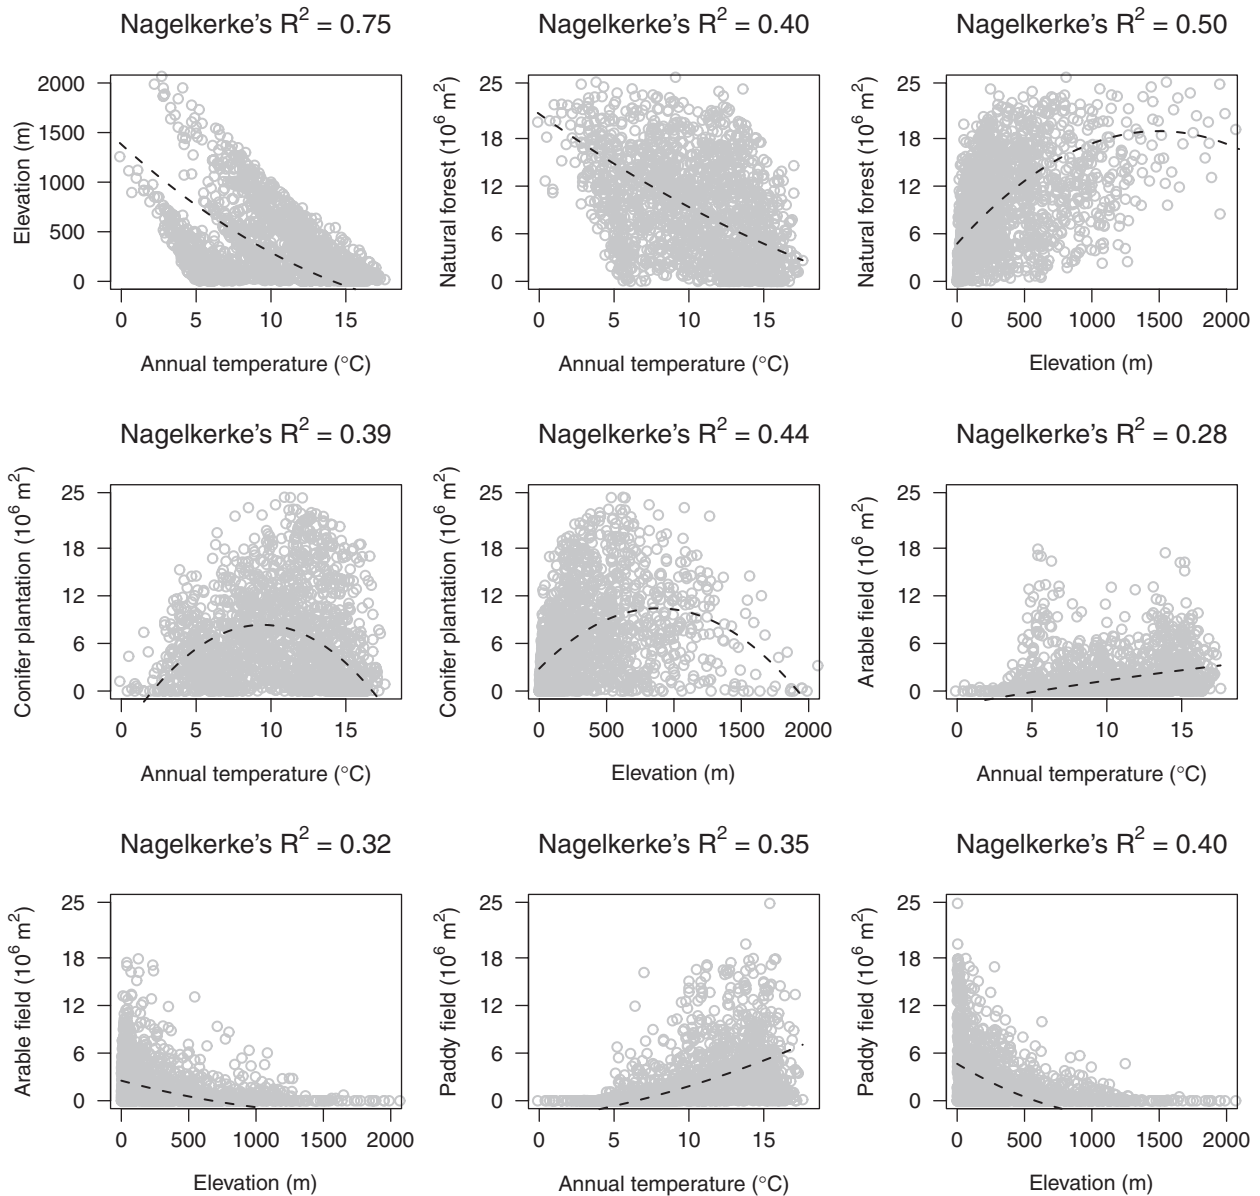 Nagelkerke's R² = 0.75
2000
1500
1000
500
0
Elevation (m)
0 5 10 15
Annual temperature (°C)
Nagelkerke's R² = 0.40
25
18
12
6
0
Natural forest (10⁶ m²)
0 5 10 15
Annual temperature (°C)
Nagelkerke's R² = 0.50
25
18
12
6
0
Natural forest (10⁶ m²)
0 500 1000 1500 2000
Elevation (m)
Nagelkerke's R² = 0.39
25
18
12
6
0
Conifer plantation (10⁶ m²)
0 5 10 15
Annual temperature (°C)
Nagelkerke's R² = 0.44
25
18
12
6
0
Conifer plantation (10⁶ m²)
0 500 1000 2000
Elevation (m)
Nagelkerke's R² = 0.28
25
18
12
6
0
Arable field (10⁶ m²)
0 5 10 15
Annual temperature (°C)
Nagelkerke's R² = 0.32
25
18
12
6
0
Arable field (10⁶ m²)
0 500 1000 2000
Elevation (m)
Nagelkerke's R² = 0.35
25
18
12
6
0
Paddy field (10⁶ m²)
0 5 10 15
Annual temperature (°C)
Nagelkerke's R² = 0.40
25
18
12
6
0
Paddy field (10⁶ m²)
0 500 1000 1500 2000
Elevation (m)